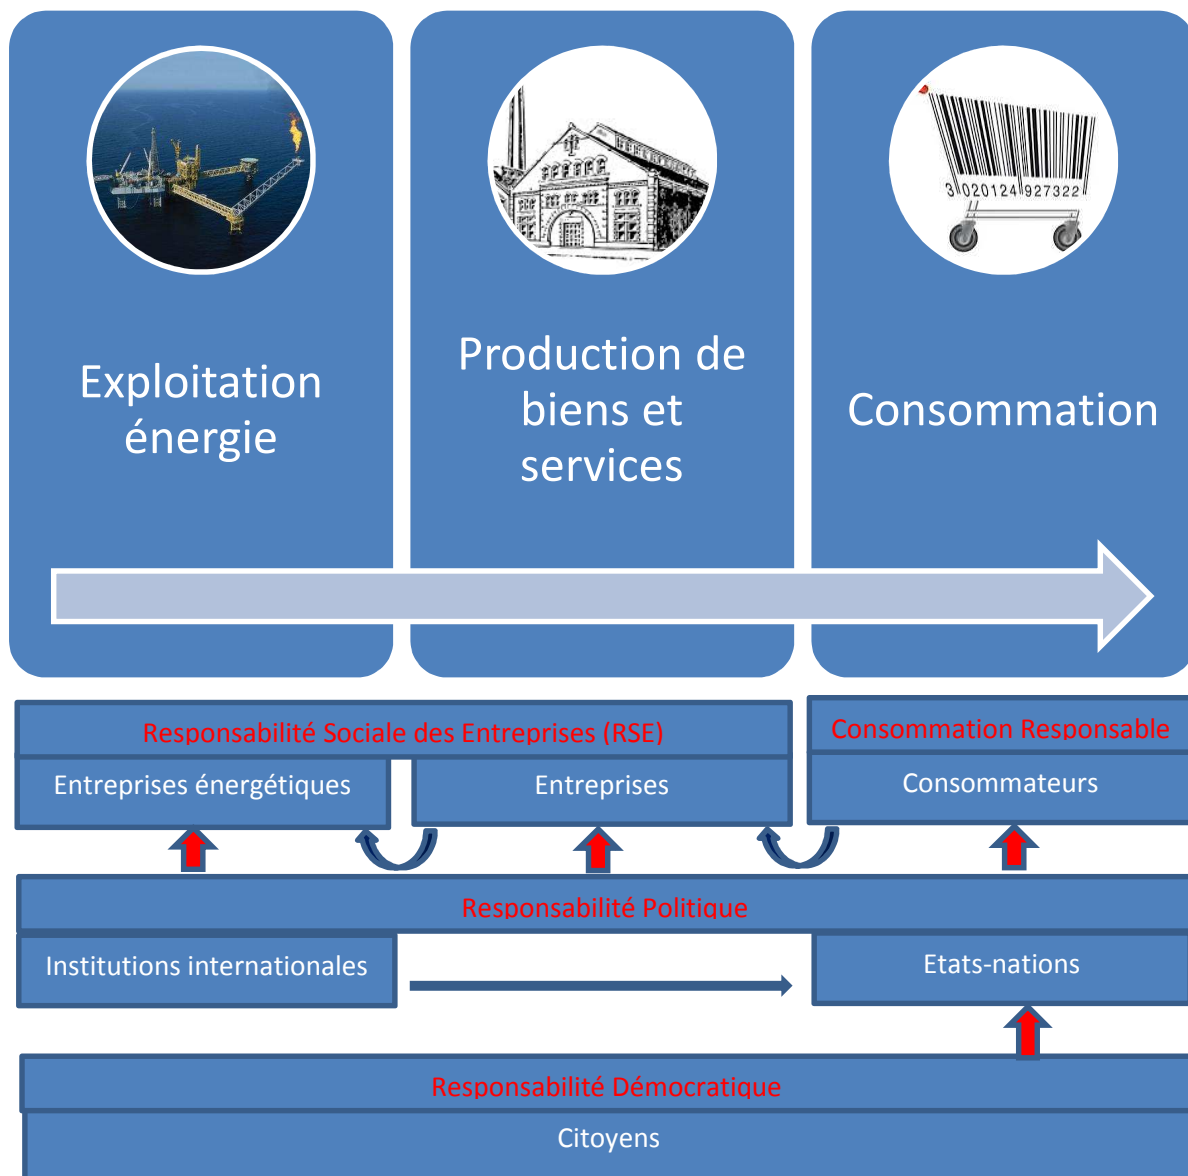 3 020124 927322
Exploitation
énergie
Production de
biens et
services
Consommation
Responsabilité Sociale des Entreprises (RSE)
Consommation Responsable
Entreprises énergétiques
Entreprises
Consommateurs
Responsabilité Politique
Institutions internationales
Etats-nations
Responsabilité Démocratique
Citoyens